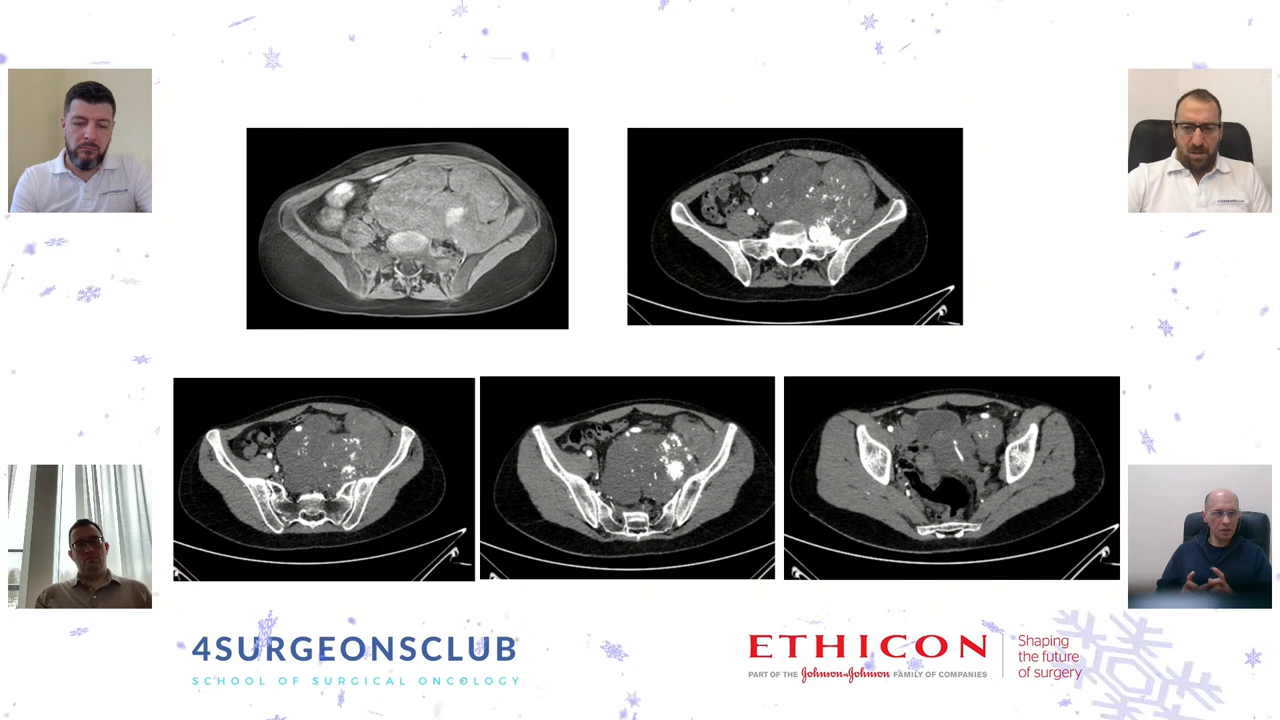 4SURGEONSCLUB
SCHOOL OF SURGICAL ONCOLOGY
ETHICON
PART OF THE Johnson&Johnson FAMILY OF COMPANIES
Shaping
the future
of surgery